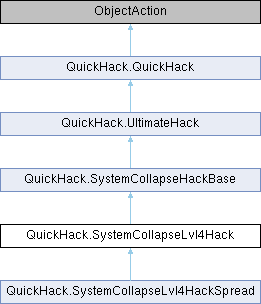 ObjectAction
QuickHack.QuickHack
QuickHack.UltimateHack
QuickHack.SystemCollapseHackBase
QuickHack.SystemCollapseLvl4Hack
QuickHack.SystemCollapseLvl4HackSpread